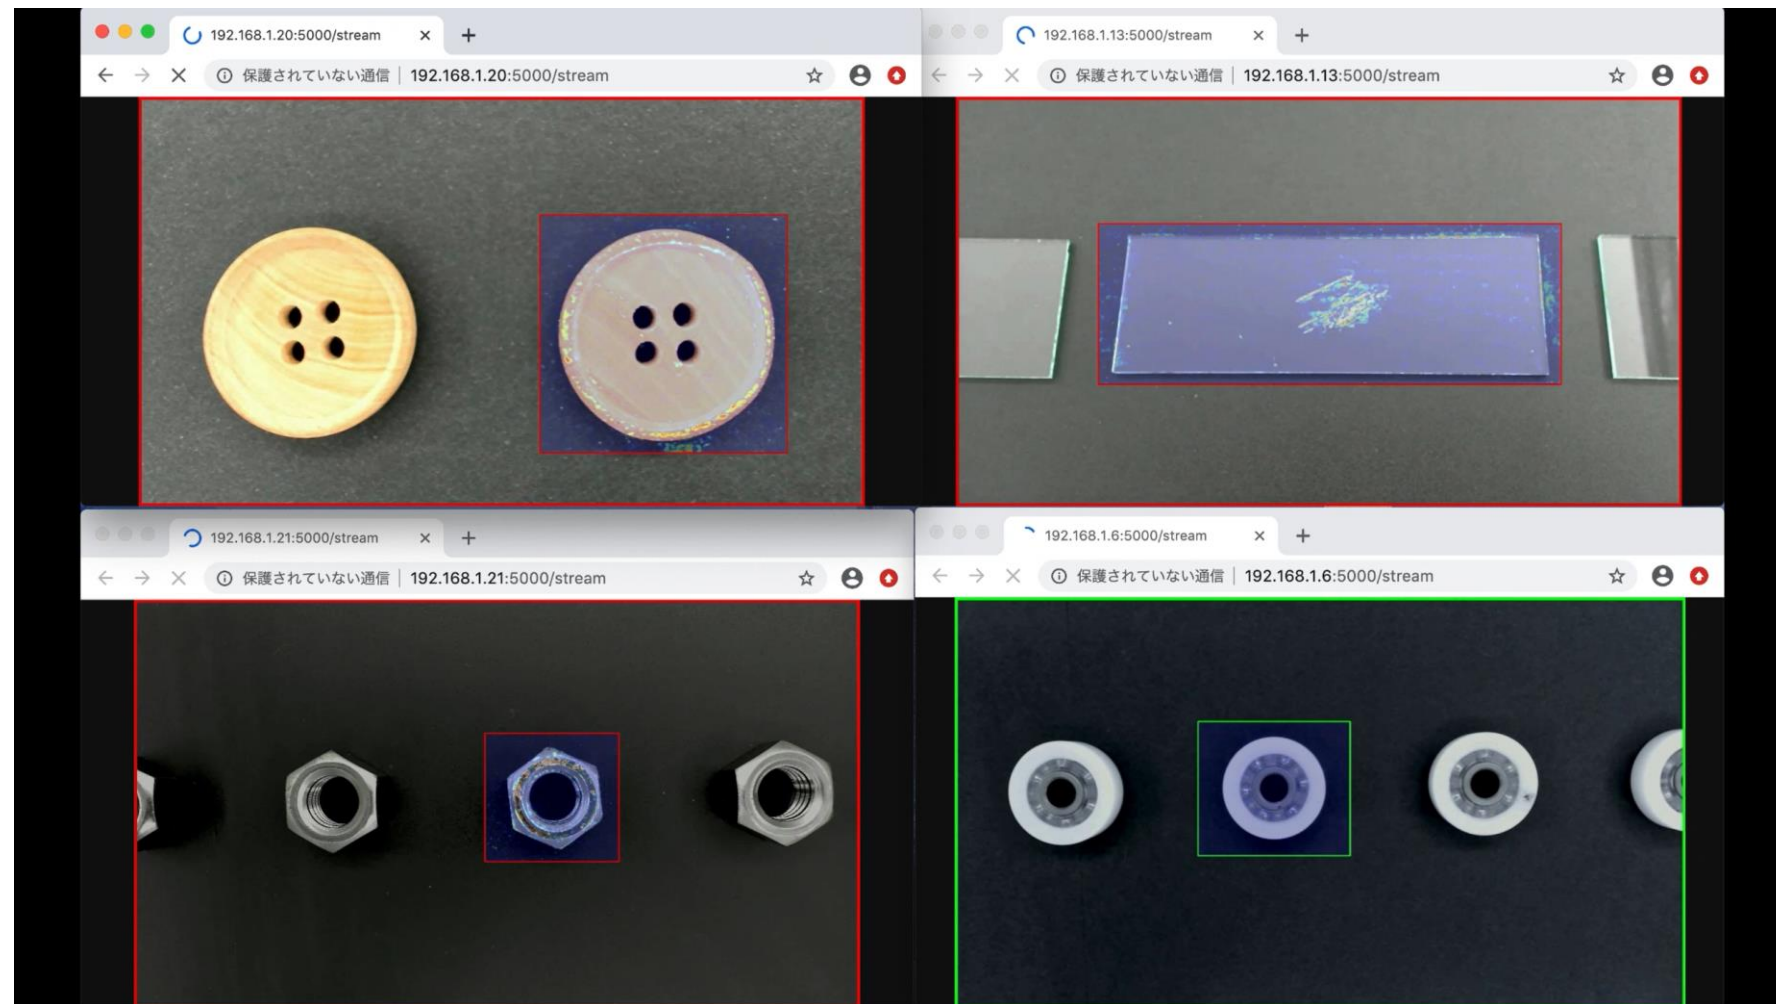 192.168.1.20:5000/stream
保護されていない通信 192.168.1.20:5000/stream
192.168.1.13:5000/stream
保護されていない通信 192.168.1.13:5000/stream
192.168.1.21:5000/stream
保護されていない通信 192.168.1.21:5000/stream
192.168.1.6:5000/stream
保護されていない通信 192.168.1.6:5000/stream